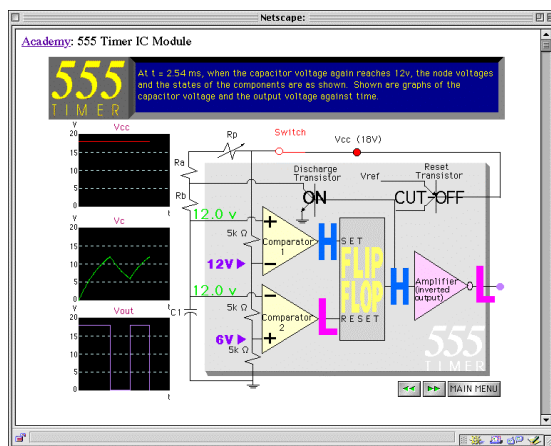 Netscape:
Academy: 555 Timer IC Module
555
TIMER
At t = 2.54 ms, when the capacitor voltage again reaches 12v, the node voltages
and the states of the components are as shown. Shown are graphs of the
capacitor voltage and the output voltage against time.
Vcc
y
20
15
10
5
0
t
Vc
y
20
15
10
5
0
t
Vout
y
20
15
10
5
0
t
Rp
Switch
Vcc (18V)
Ra
Rb
Discharge
Transistor
ON
Vref
Reset
Transistor
CUT-OFF
12.0 v
5k Ω
12V
+
−
Comparator
1
H
SET
FLIP
FLOP
RESET
H
Amplifier
(inverted
output)
L
12.0 v
C1
5k Ω
6V
5k Ω
−
+
Comparator
2
L
555
TIMER
MAIN MENU